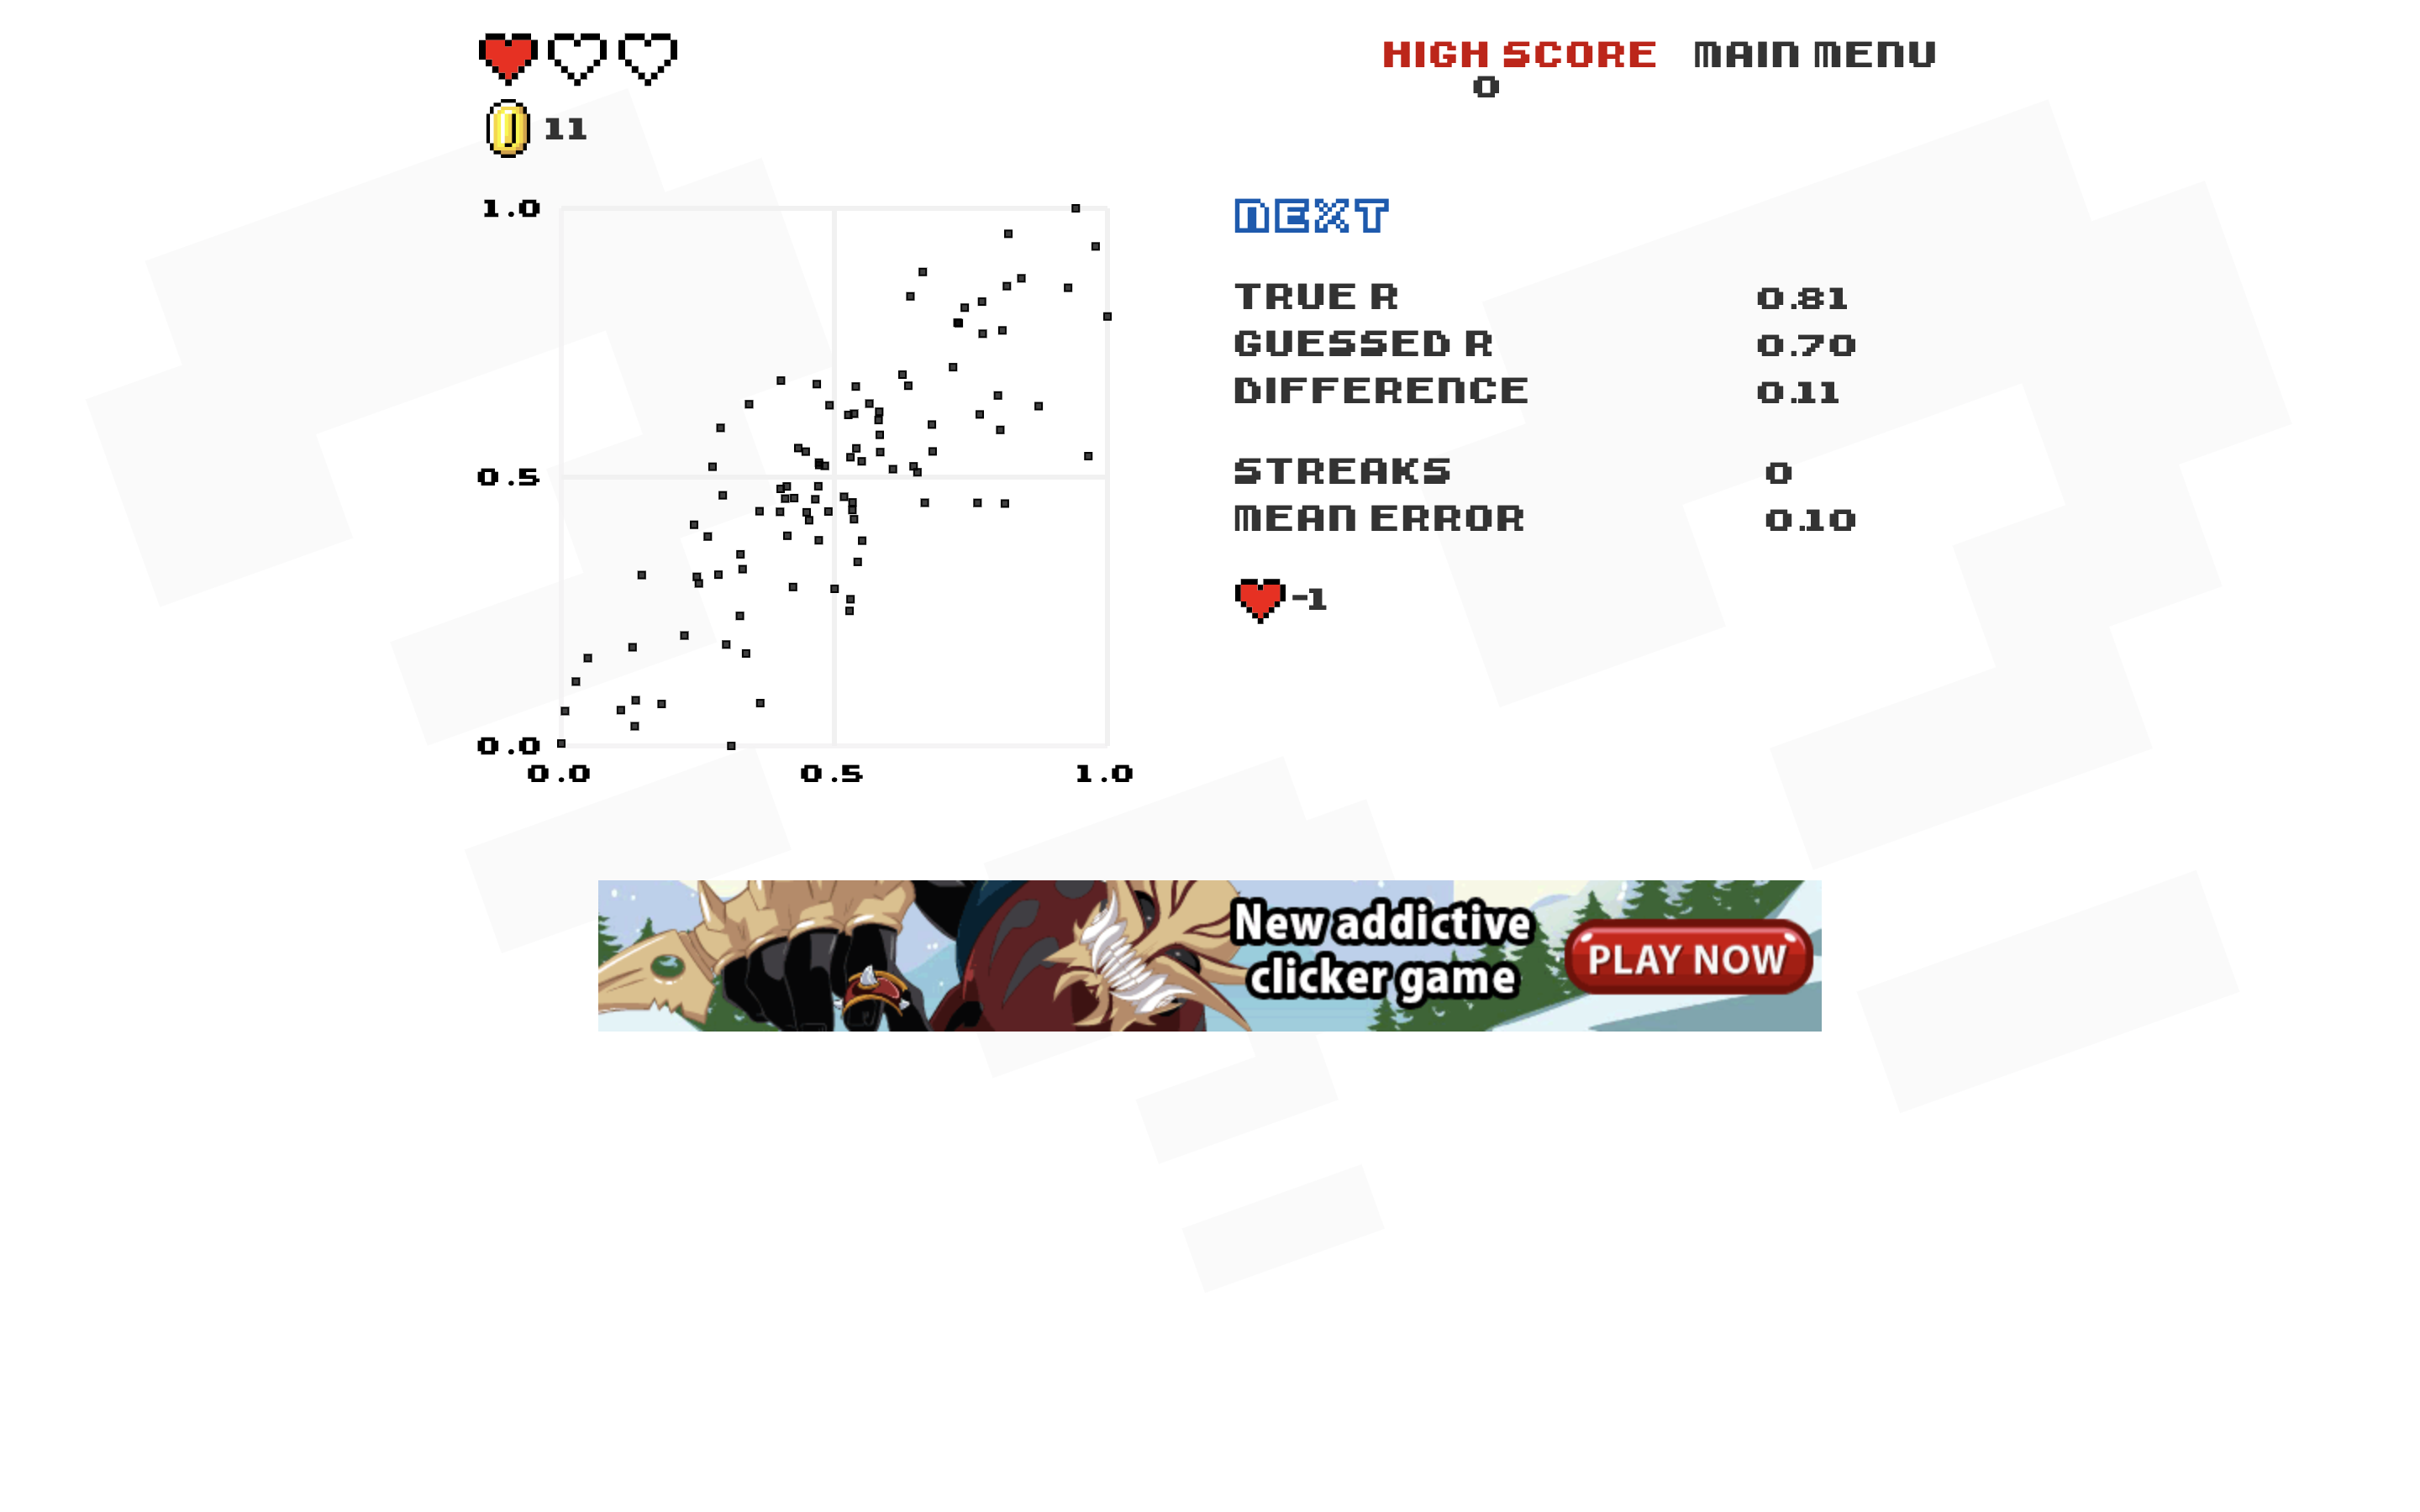 HIGH SCORE
0
MAIN MENU
11
1.0
0.5
0.0
0.0 0.5 1.0
NEXT
TRUE R 0.81
GUESSED R 0.70
DIFFERENCE 0.11
STREAKS 0
MEAN ERROR 0.10
-1
New addictive
clicker game
PLAY NOW